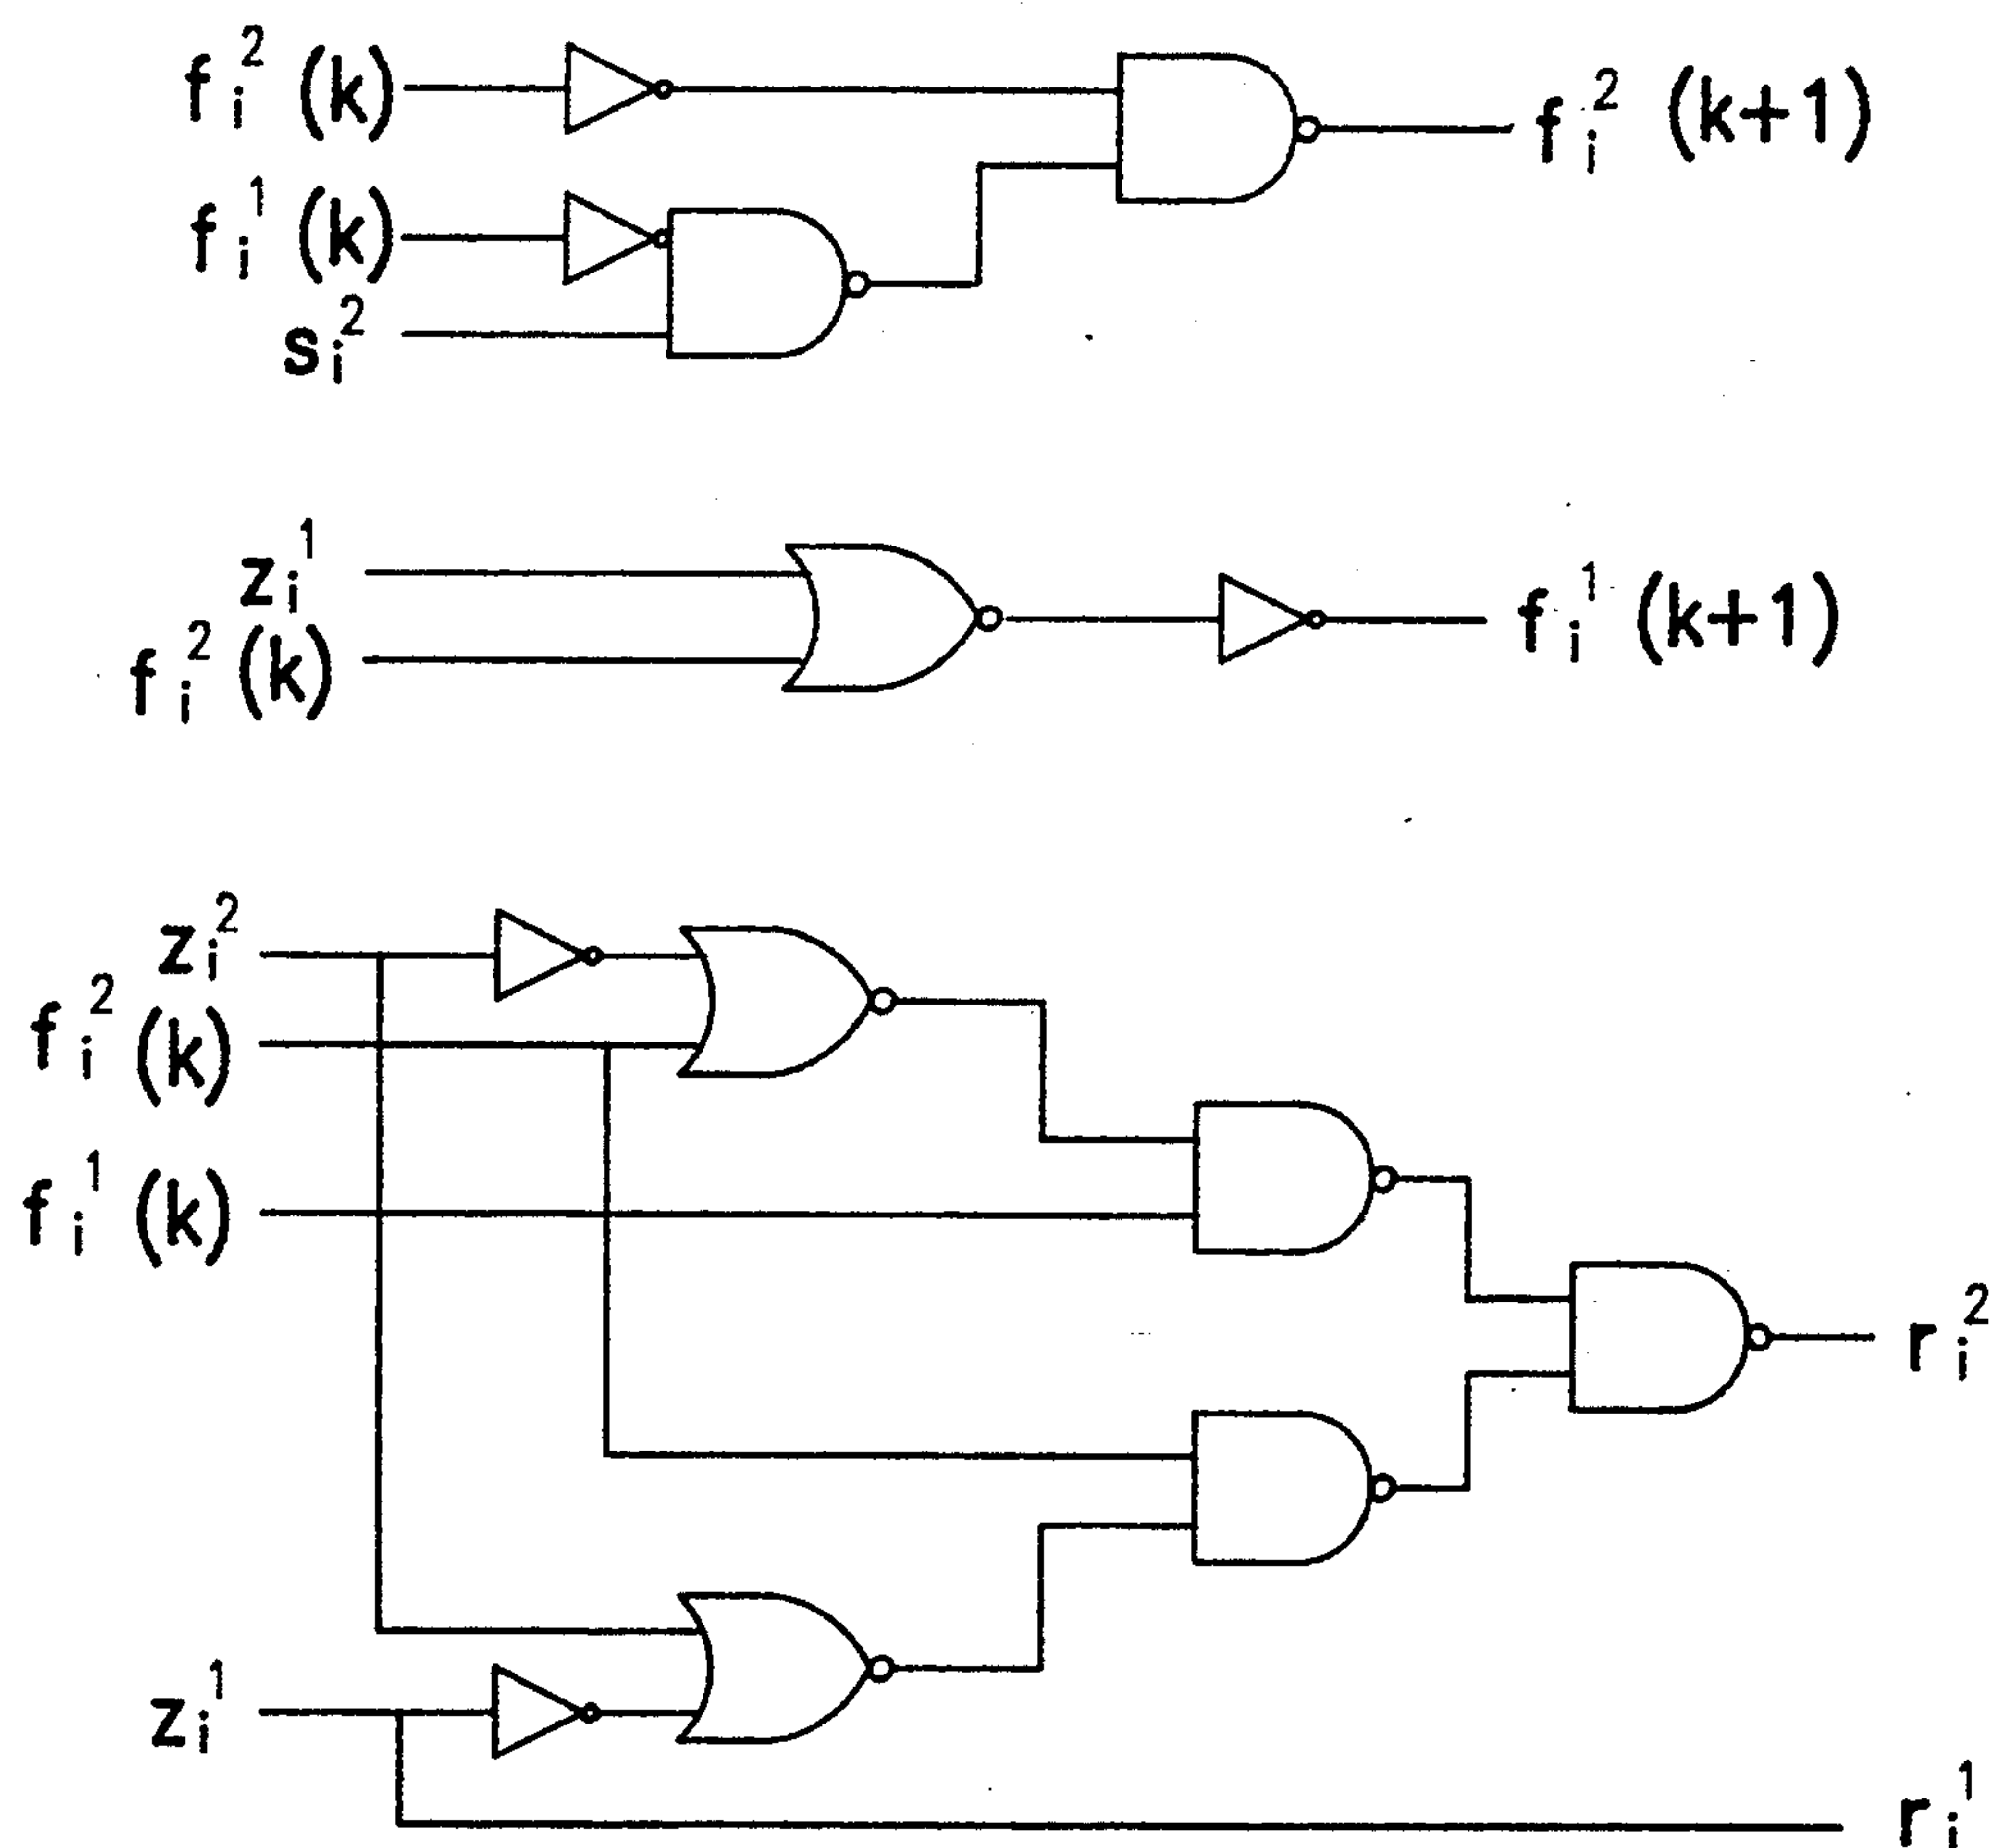 f_i^2 (k)
f_i^2 (k+1)
f_i^1 (k)
s_i^2
z_i^1
f_i^1 (k+1)
f_i^2 (k)
z_i^2
f_i^2 (k)
f_i^1 (k)
r_i^2
z_i^1
r_i^1